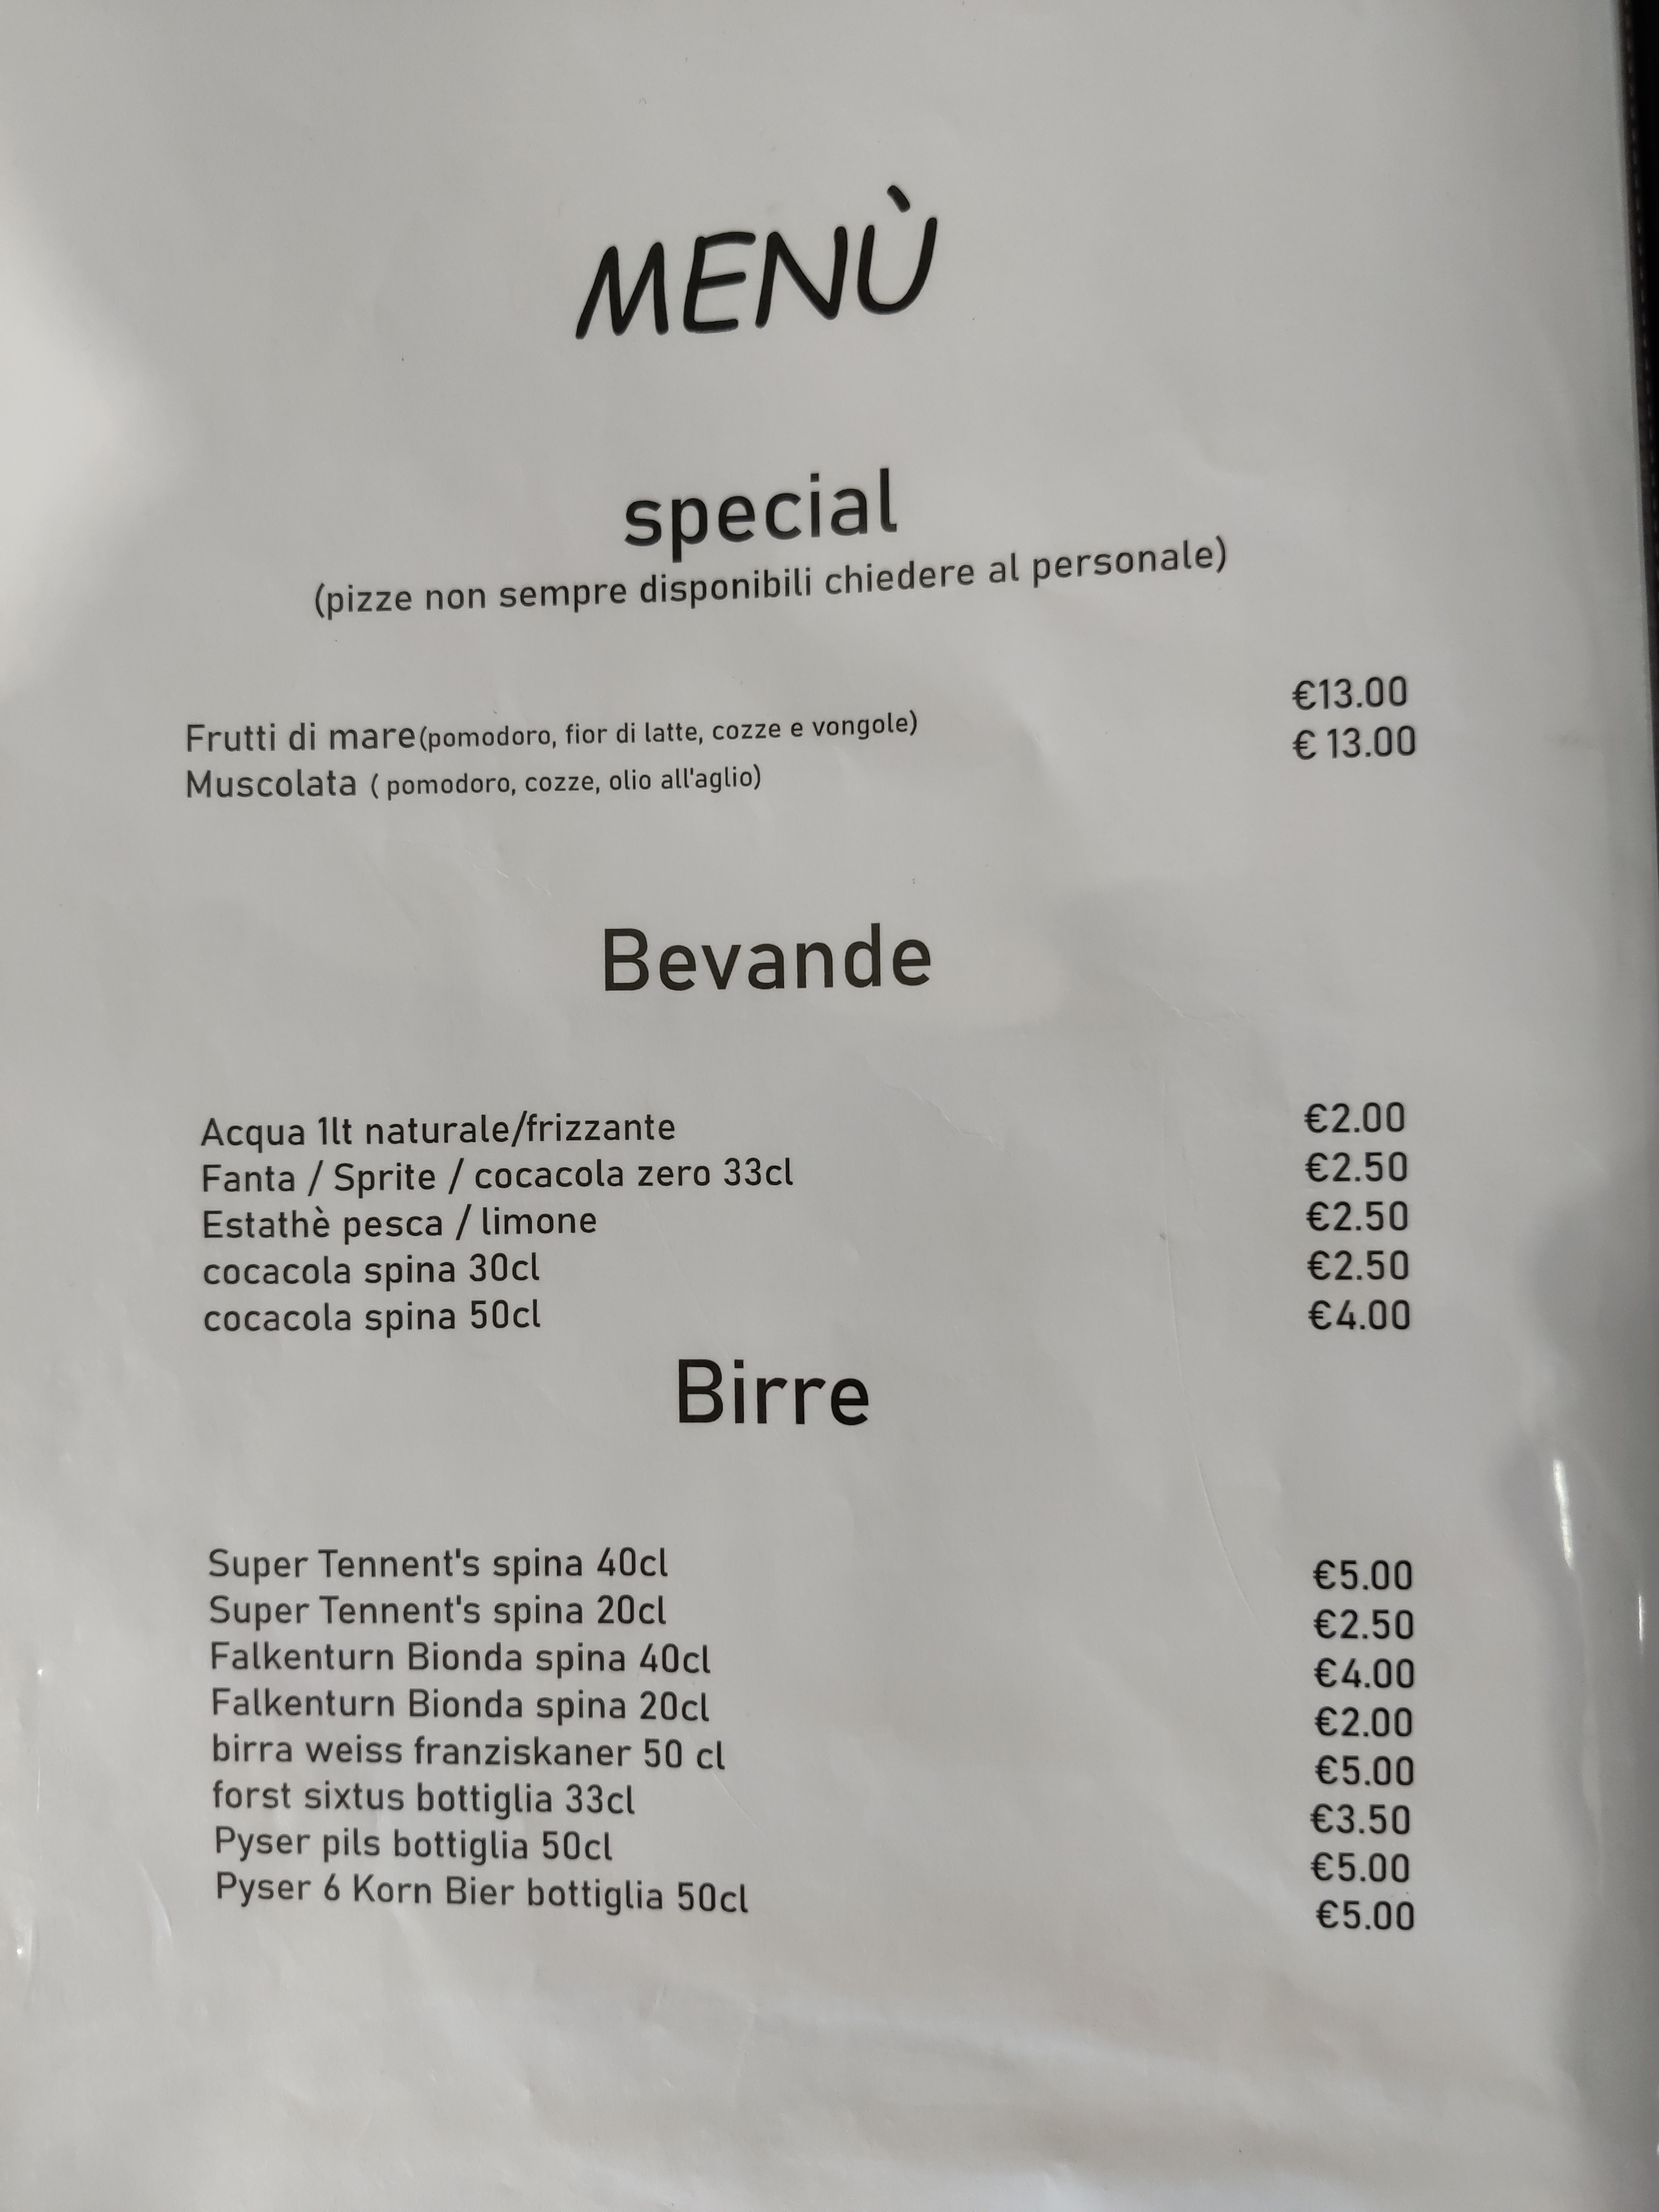 MENÙ
special
(pizze non sempre disponibili chiedere al personale)
Frutti di mare(pomodoro, fior di latte, cozze e vongole) €13.00
Muscolata ( pomodoro, cozze, olio all'aglio) € 13.00
Bevande
Acqua 1lt naturale/frizzante €2.00
Fanta / Sprite / cocacola zero 33cl €2.50
Estathè pesca / limone €2.50
cocacola spina 30cl €2.50
cocacola spina 50cl €4.00
Birre
Super Tennent's spina 40cl €5.00
Super Tennent's spina 20cl €2.50
Falkenturn Bionda spina 40cl €4.00
Falkenturn Bionda spina 20cl €2.00
birra weiss franziskaner 50 cl €5.00
forst sixtus bottiglia 33cl €3.50
Pyser pils bottiglia 50cl €5.00
Pyser 6 Korn Bier bottiglia 50cl €5.00